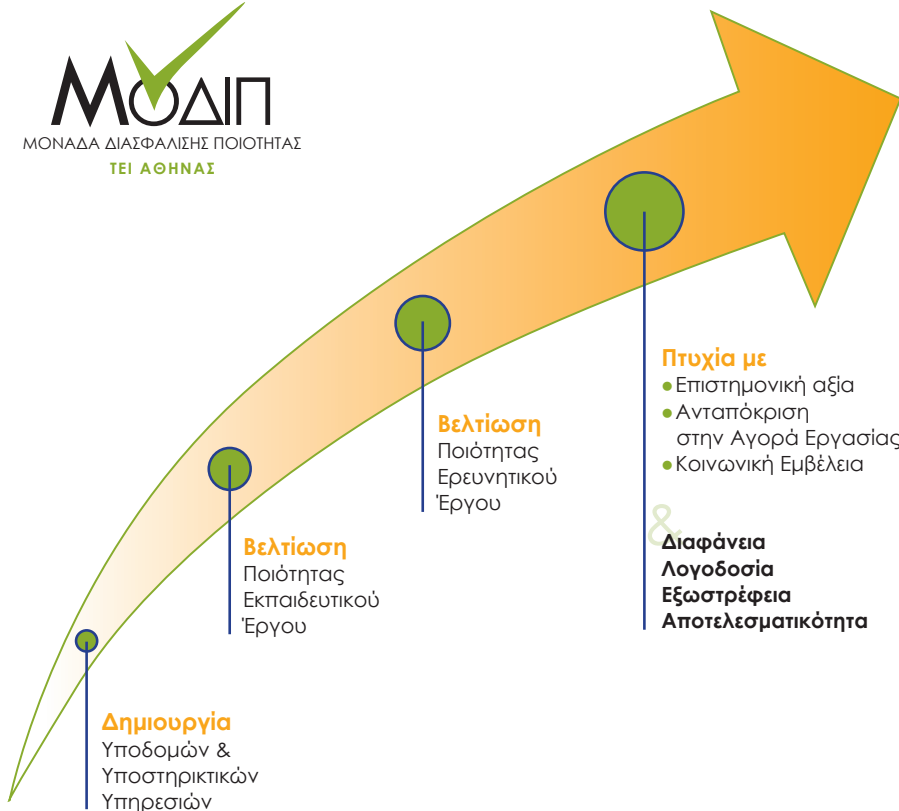 ΜΟΔΙΠ
ΜΟΝΑΔΑ ΔΙΑΣΦΑΛΙΣΗΣ ΠΟΙΟΤΗΤΑΣ
ΤΕΙ ΑΘΗΝΑΣ
Δημιουργία
Υποδομών &
Υποστηρικτικών
Υπηρεσιών
Βελτίωση
Ποιότητας
Εκπαιδευτικού
Έργου
Βελτίωση
Ποιότητας
Ερευνητικού
Έργου
Πτυχία με
• Επιστημονική αξία
• Ανταπόκριση
στην Αγορά Εργασίας
• Κοινωνική Εμβέλεια
&
Διαφάνεια
Λογοδοσία
Εξωστρέφεια
Αποτελεσματικότητα